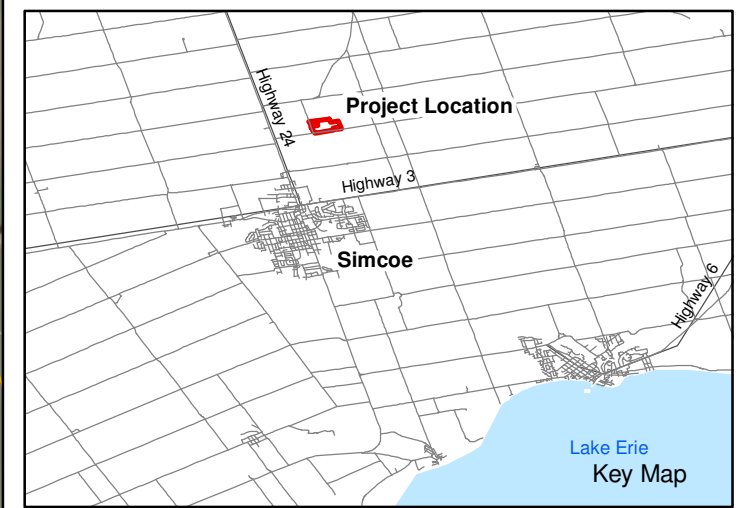 Highway 24
Project Location
Highway 3
Simcoe
Highway 6
Lake Erie
Key Map